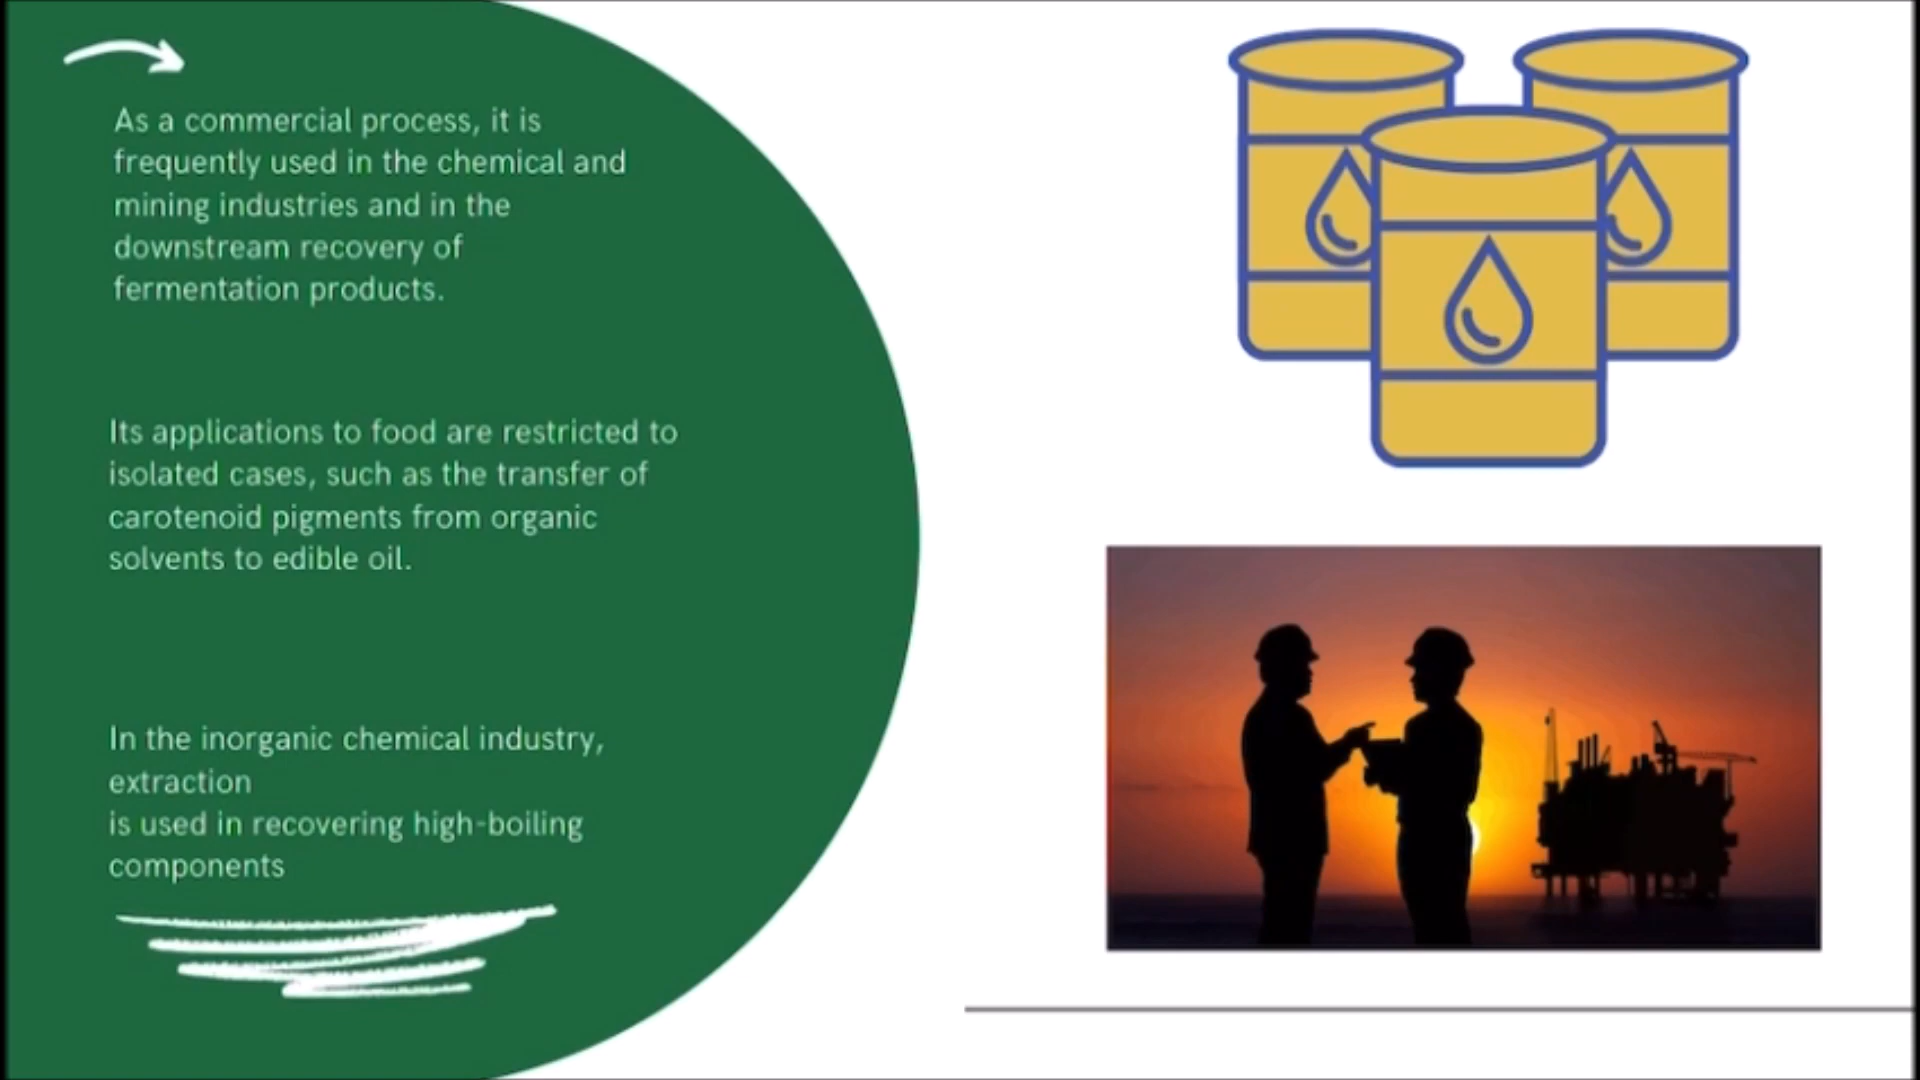 As a commercial process, it is
frequently used in the chemical and
mining industries and in the
downstream recovery of
fermentation products.
Its applications to food are restricted to
isolated cases, such as the transfer of
carotenoid pigments from organic
solvents to edible oil.
In the inorganic chemical industry,
extraction
is used in recovering high-boiling
components